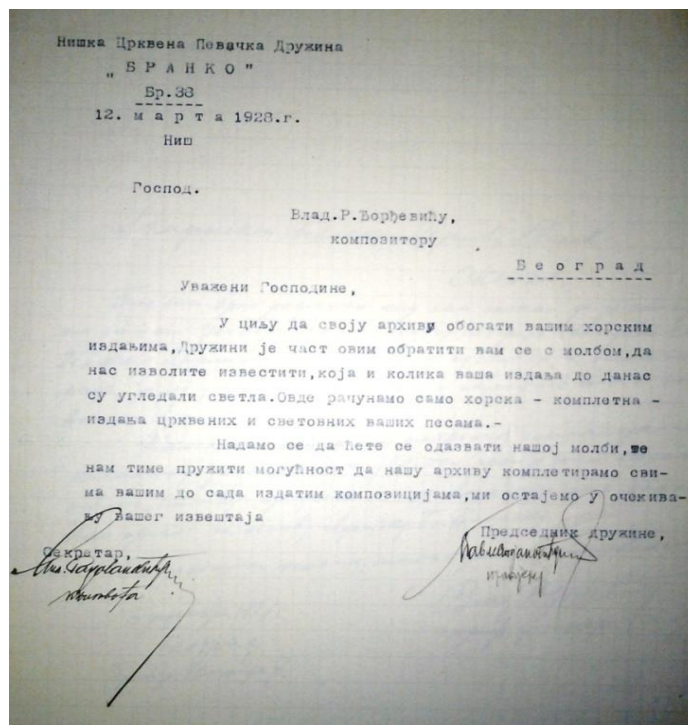 Нишка Црквена Певачка Дружина
„БРАНКО"
Бр.38
12. марта 1928.г.
Ниш
Господ.
Влад.Р.Ђорђевићу,
композитору
Београд
Уважени Господине,
У циљу да своју архиву обогати вашим хорским
издањима,Дружини је част овим обратити вам се с молбом,да
нас изволите известити,која и колика ваша издања до данас
су угледали светла.Овде рачунамо само хорска - комплетна -
издања црквених и световних ваших песама.-
Надамо се да ћете се одазвати нашој молби,те
нам тиме пружити могућност да нашу архиву комплетирамо сви-
ма вашим до сада издатим композицијама,ми остајемо у очекива-
њу вашег извештаја
Председник дружине,
Секретар,